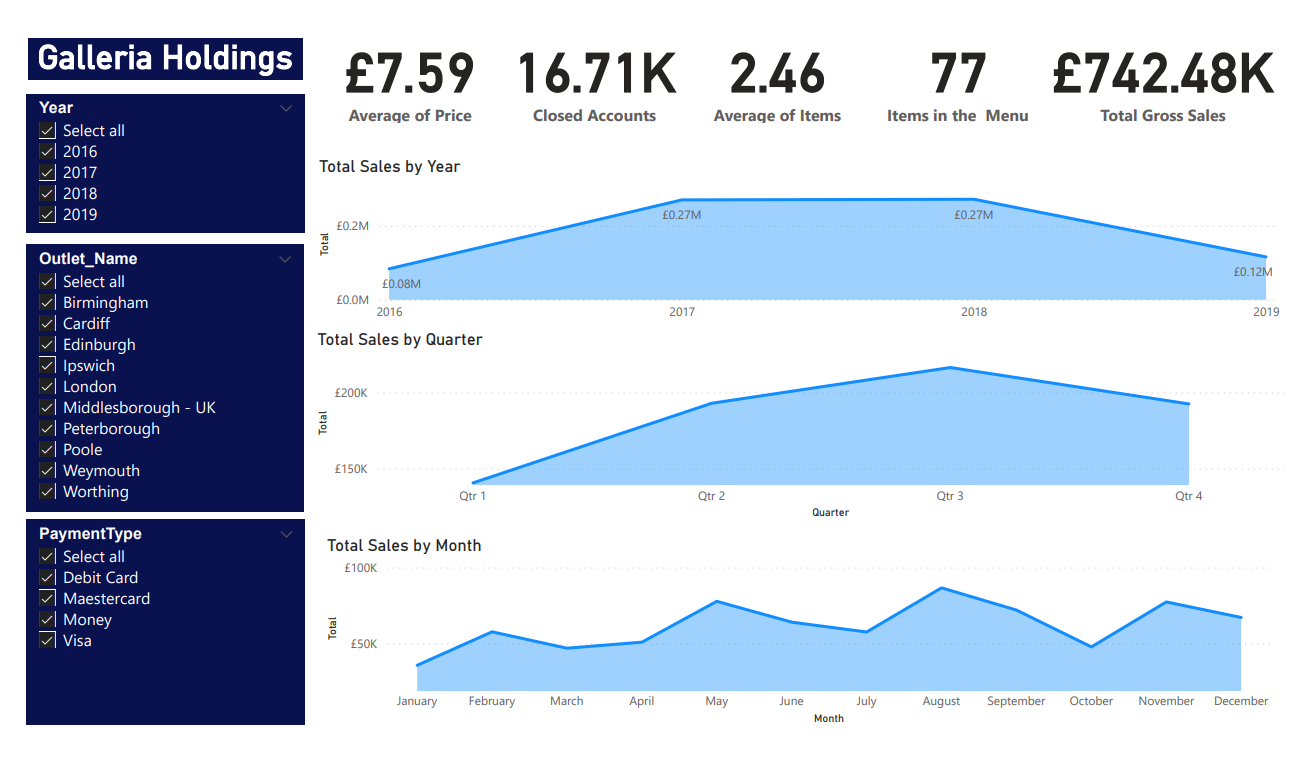 Galleria Holdings
Year
Select all
2016
2017
2018
2019
Outlet_Name
Select all
Birmingham
Cardiff
Edinburgh
Ipswich
London
Middlesborough - UK
Peterborough
Poole
Weymouth
Worthing
PaymentType
Select all
Debit Card
Maestercard
Money
Visa
£7.59 16.71K 2.46 77 £742.48K
Average of Price Closed Accounts Average of Items Items in the Menu Total Gross Sales
Total Sales by Year
Total
£0.2M
£0.0M
£0.08M £0.27M £0.27M £0.12M
2016 2017 2018 2019
Total Sales by Quarter
Total
£200K
£150K
Qtr 1 Qtr 2 Qtr 3 Qtr 4
Quarter
Total Sales by Month
Total
£100K
£50K
January February March April May June July August September October November December
Month